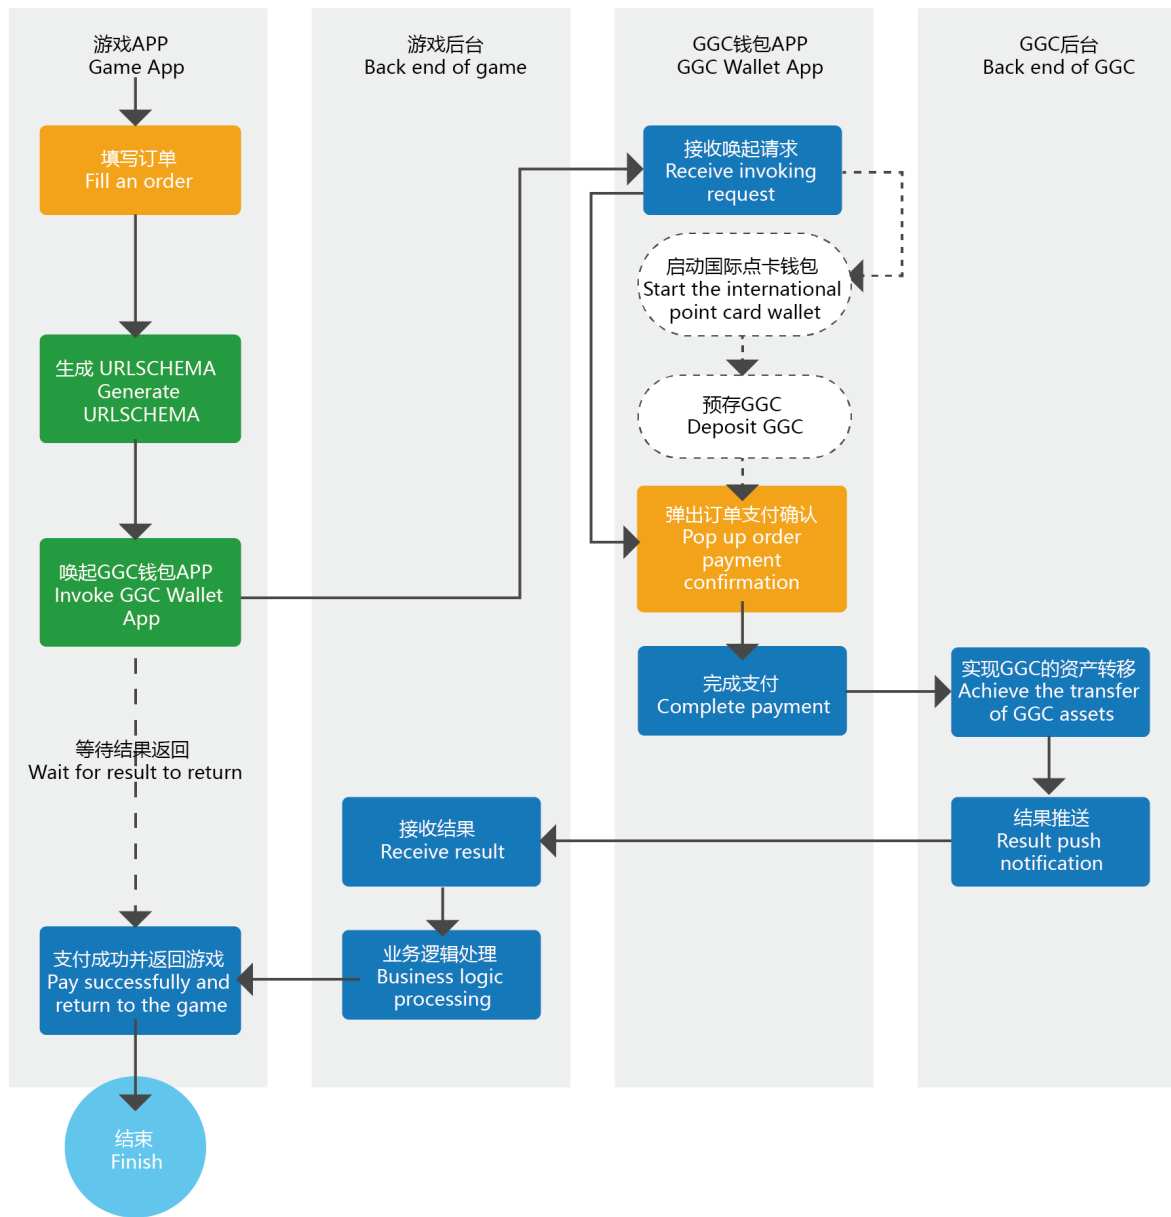 游戏APP
Game App
游戏后台
Back end of game
GGC钱包APP
GGC Wallet App
GGC后台
Back end of GGC
填写订单
Fill an order
生成 URLSCHEMA
Generate
URLSCHEMA
唤起GGC钱包APP
Invoke GGC Wallet
App
等待结果返回
Wait for result to return
支付成功并返回游戏
Pay successfully and
return to the game
结束
Finish
接收结果
Receive result
业务逻辑处理
Business logic
processing
接收唤起请求
Receive invoking
request
启动国际点卡钱包
Start the international
point card wallet
预存GGC
Deposit GGC
弹出订单支付确认
Pop up order
payment
confirmation
完成支付
Complete payment
实现GGC的资产转移
Achieve the transfer
of GGC assets
结果推送
Result push
notification